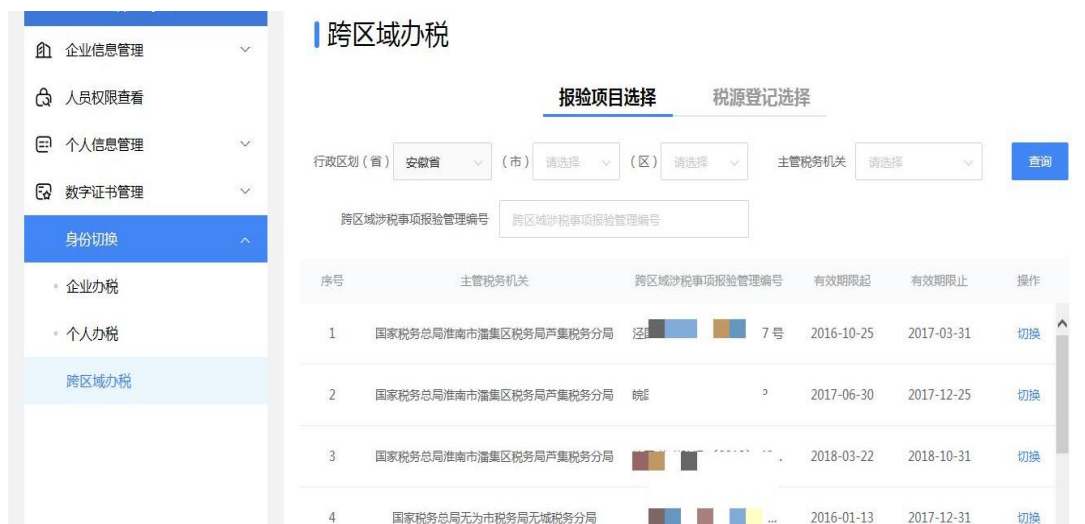 跨区域办税
企业信息管理
人员权限查看
个人信息管理
数字证书管理
身份切换
企业办税
个人办税
跨区域办税
报验项目选择 税源登记选择
行政区划(省) 安徽省 (市) 请选择 (区) 请选择 主管税务机关 请选择 查询
跨区域涉税事项报验管理编号 跨区域涉税事项报验管理编号
序号 主管税务机关 跨区域涉税事项报验管理编号 有效期限起 有效期限止 操作
1 国家税务总局淮南市潘集区税务局芦集税务分局 泾 7号 2016-10-25 2017-03-31 切换
2 国家税务总局淮南市潘集区税务局芦集税务分局 皖 2017-06-30 2017-12-25 切换
3 国家税务总局淮南市潘集区税务局芦集税务分局 2018-03-22 2018-10-31 切换
4 国家税务总局无为市税务局无城税务分局 ... 2016-01-13 2017-12-31 切换